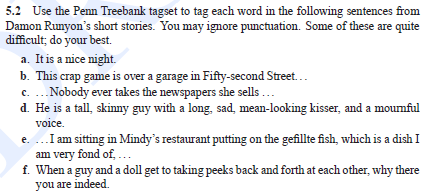 5.2 Use the Penn Treebank tagset to tag each word in the following sentences from
Damon Runyon's short stories. You may ignore punctuation. Some of these are quite
difficult; do your best.
a. It is a nice night.
b. This crap game is over a garage in Fifty-second Street...
c. ...Nobody ever takes the newspapers she sells ...
d. He is a tall, skinny guy with a long, sad, mean-looking kisser, and a mournful
voice.
e. ...I am sitting in Mindy's restaurant putting on the gefillte fish, which is a dish I
am very fond of, ...
f. When a guy and a doll get to taking peeks back and forth at each other, why there
you are indeed.